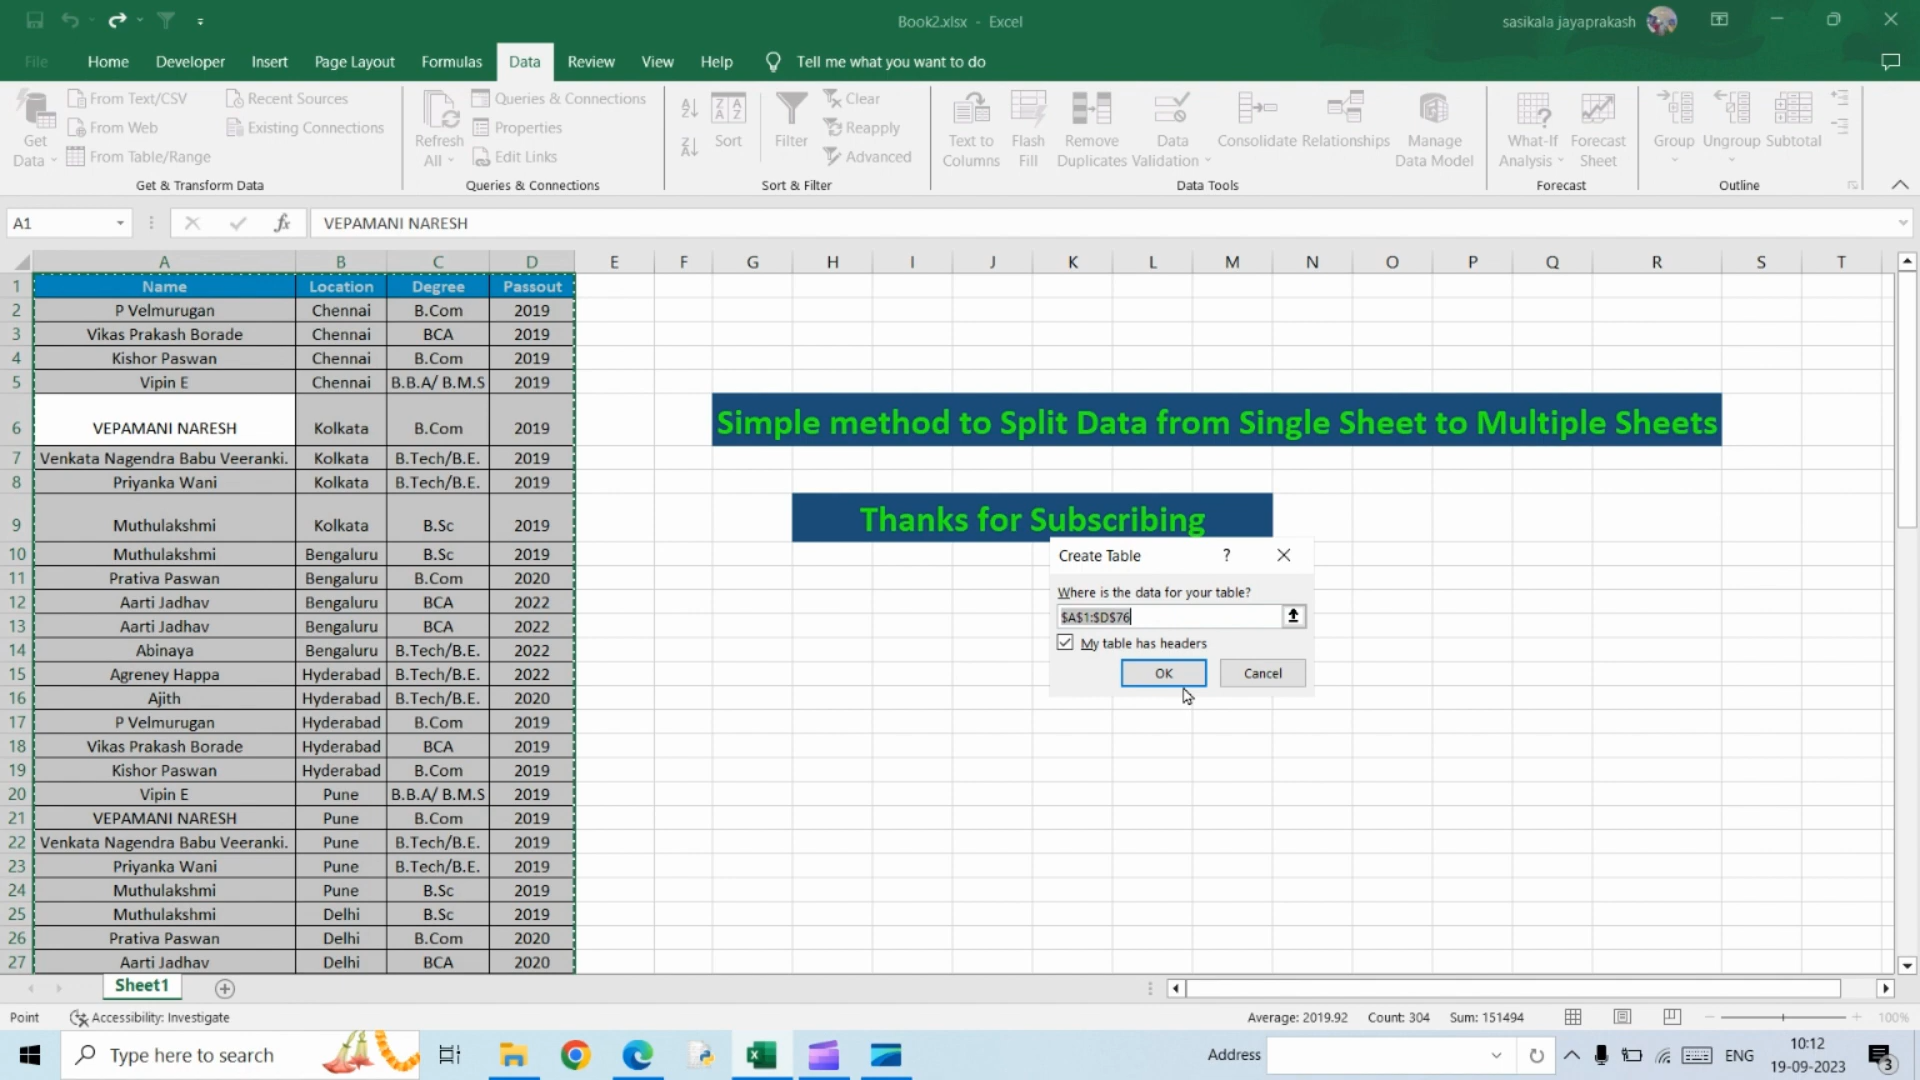 Book2.xlsx - Excel
sasikala jayaprakash
File Home Developer Insert Page Layout Formulas Data Review View Help Tell me what you want to do
Get Data
From Text/CSV
From Web
From Table/Range
Recent Sources
Existing Connections
Get & Transform Data
Refresh All
Queries & Connections
Properties
Edit Links
Queries & Connections
Sort
Filter
Clear
Reapply
Advanced
Sort & Filter
Text to Columns
Flash Fill
Remove Duplicates
Data Validation
Consolidate
Relationships
Manage Data Model
Data Tools
What-If Analysis
Forecast Sheet
Forecast
Group
Ungroup
Subtotal
Outline
A1 fx VEPAMANI NARESH
A B C D E F G H I J K L M N O P Q R S T
1 Name Location Degree Passout
2 P Velmurugan Chennai B.Com 2019
3 Vikas Prakash Borade Chennai BCA 2019
4 Kishor Paswan Chennai B.Com 2019
5 Vipin E Chennai B.B.A/ B.M.S 2019
6 VEPAMANI NARESH Kolkata B.Com 2019
Simple method to Split Data from Single Sheet to Multiple Sheets
7 Venkata Nagendra Babu Veeranki. Kolkata B.Tech/B.E. 2019
8 Priyanka Wani Kolkata B.Tech/B.E. 2019
9 Muthulakshmi Kolkata B.Sc 2019
Thanks for Subscribing
10 Muthulakshmi Bengaluru B.Sc 2019
11 Prativa Paswan Bengaluru B.Com 2020
12 Aarti Jadhav Bengaluru BCA 2022
13 Aarti Jadhav Bengaluru BCA 2022
14 Abinaya Bengaluru B.Tech/B.E. 2022
15 Agreney Happa Hyderabad B.Tech/B.E. 2022
16 Ajith Hyderabad B.Tech/B.E. 2020
17 P Velmurugan Hyderabad B.Com 2019
18 Vikas Prakash Borade Hyderabad BCA 2019
19 Kishor Paswan Hyderabad B.Com 2019
20 Vipin E Pune B.B.A/ B.M.S 2019
21 VEPAMANI NARESH Pune B.Com 2019
22 Venkata Nagendra Babu Veeranki. Pune B.Tech/B.E. 2019
23 Priyanka Wani Pune B.Tech/B.E. 2019
24 Muthulakshmi Pune B.Sc 2019
25 Muthulakshmi Delhi B.Sc 2019
26 Prativa Paswan Delhi B.Com 2020
27 Aarti Jadhav Delhi BCA 2020
Create Table ?
Where is the data for your table?
$A$1:$D$76
My table has headers
OK Cancel
Sheet1
Point Accessibility: Investigate Average: 2019.92 Count: 304 Sum: 151494 100%
Type here to search Address ENG 10:12
19-09-2023 3